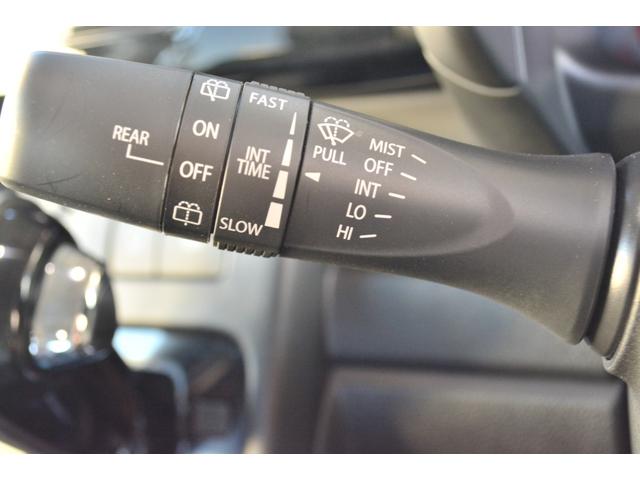 REAR
ON
OFF
FAST
INT
TIME
SLOW
PULL
MIST
OFF
INT
LO
HI